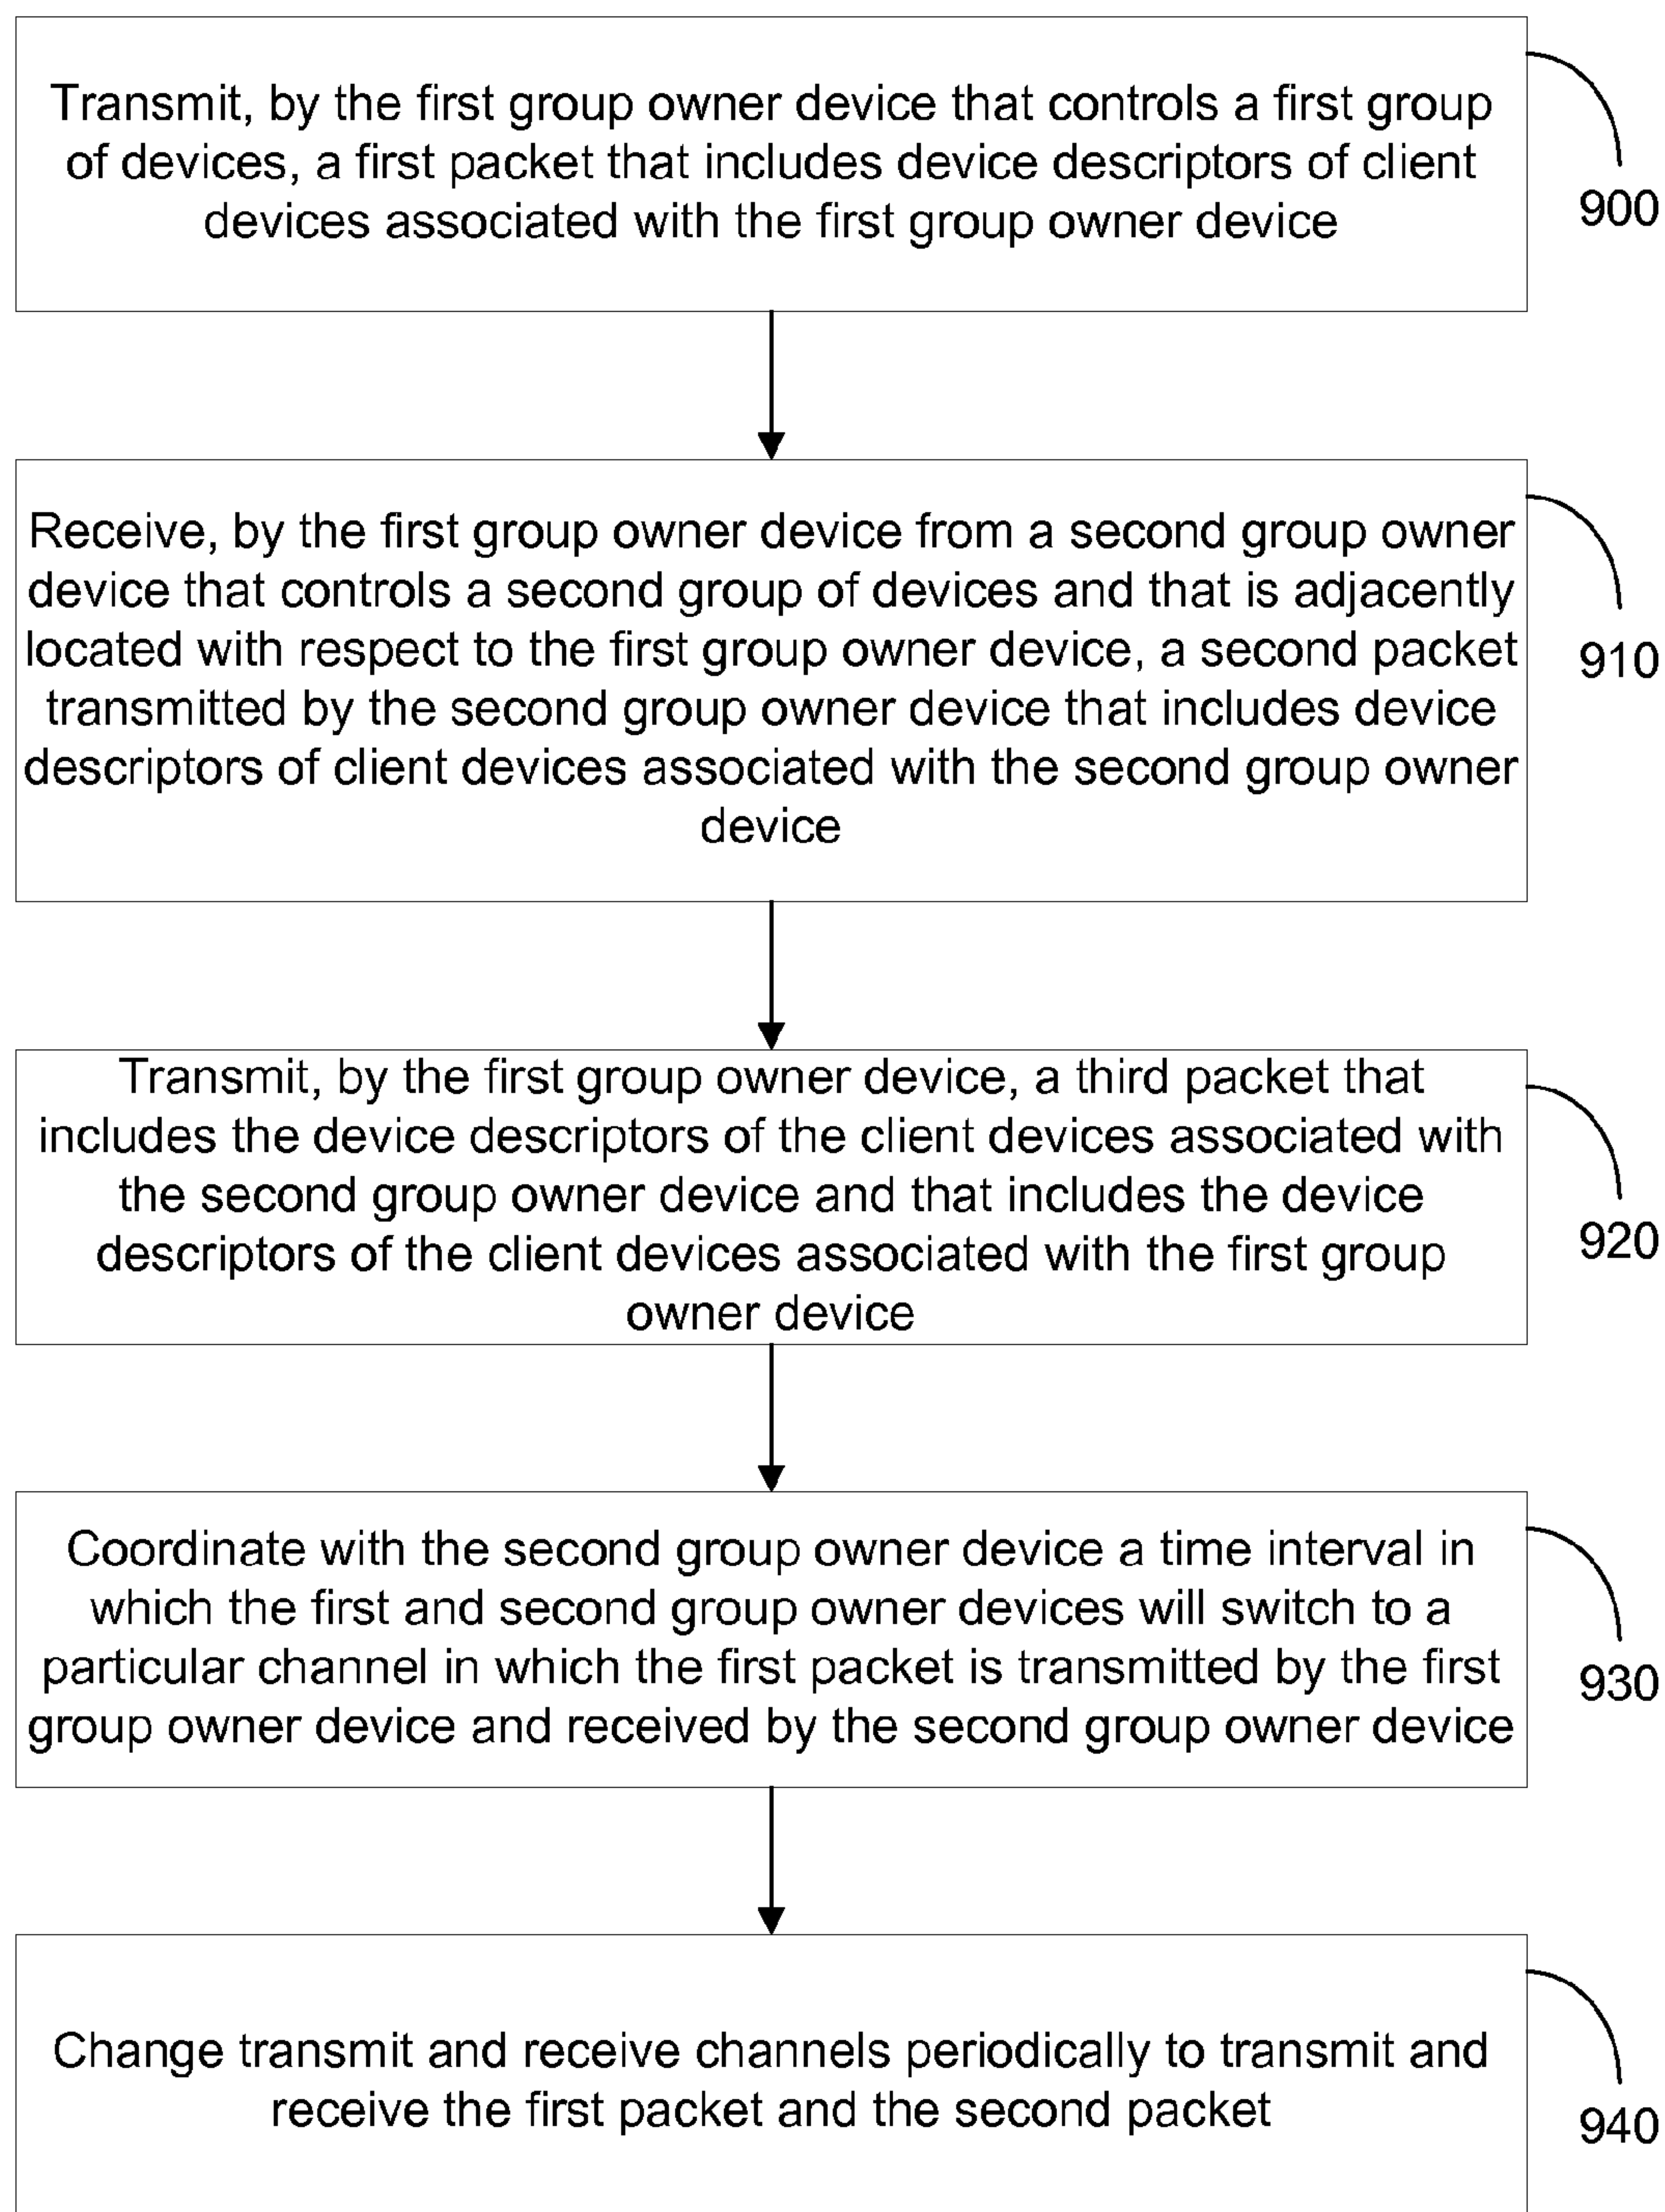 Transmit, by the first group owner device that controls a first group
of devices, a first packet that includes device descriptors of client
devices associated with the first group owner device
900
Receive, by the first group owner device from a second group owner
device that controls a second group of devices and that is adjacently
located with respect to the first group owner device, a second packet
transmitted by the second group owner device that includes device
descriptors of client devices associated with the second group owner
device
910
Transmit, by the first group owner device, a third packet that
includes the device descriptors of the client devices associated with
the second group owner device and that includes the device
descriptors of the client devices associated with the first group
owner device
920
Coordinate with the second group owner device a time interval in
which the first and second group owner devices will switch to a
particular channel in which the first packet is transmitted by the first
group owner device and received by the second group owner device
930
Change transmit and receive channels periodically to transmit and
receive the first packet and the second packet
940